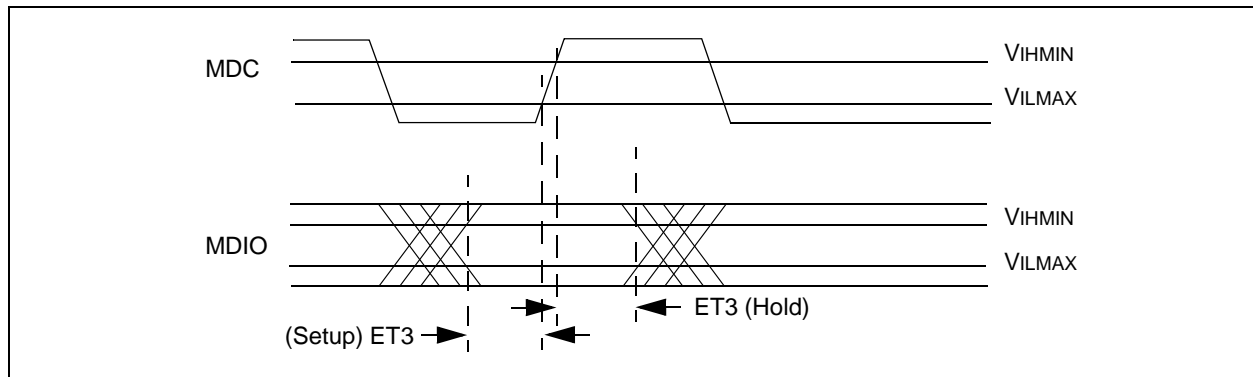 MDC
VIHMIN
VILMAX
MDIO
VIHMIN
VILMAX
ET3 (Hold)
(Setup) ET3